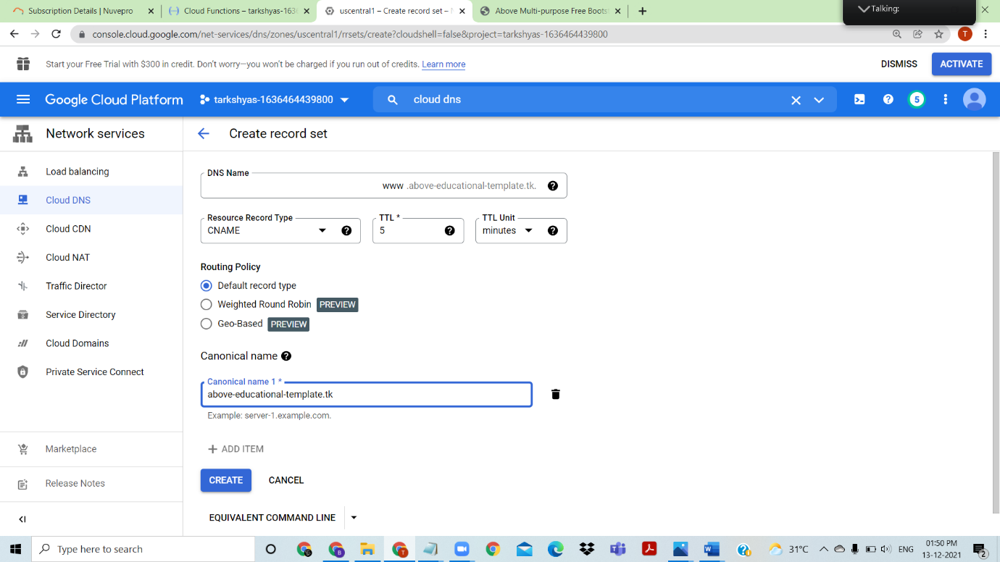 Subscription Details | Nuvepro
Cloud Functions – tarkshyas-163
uscentral1 – Create record set –
Above Multi-purpose Free Boots
Talking:
console.cloud.google.com/net-services/dns/zones/uscentral1/rrsets/create?cloudshell=false&project=tarkshyas-1636464439800
T
Start your Free Trial with $300 in credit. Don't worry—you won't be charged if you run out of credits. Learn more
DISMISS
ACTIVATE
Google Cloud Platform
tarkshyas-1636464439800
cloud dns
5
Network services
Create record set
Load balancing
Cloud DNS
Cloud CDN
Cloud NAT
Traffic Director
Service Directory
Cloud Domains
Private Service Connect
Marketplace
Release Notes
DNS Name
www .above-educational-template.tk.
Resource Record Type
CNAME
TTL *
5
TTL Unit
minutes
Routing Policy
Default record type
Weighted Round Robin PREVIEW
Geo-Based PREVIEW
Canonical name
Canonical name 1 *
above-educational-template.tk
Example: server-1.example.com.
ADD ITEM
CREATE
CANCEL
EQUIVALENT COMMAND LINE
Type here to search
31°C
ENG
01:50 PM
13-12-2021
2